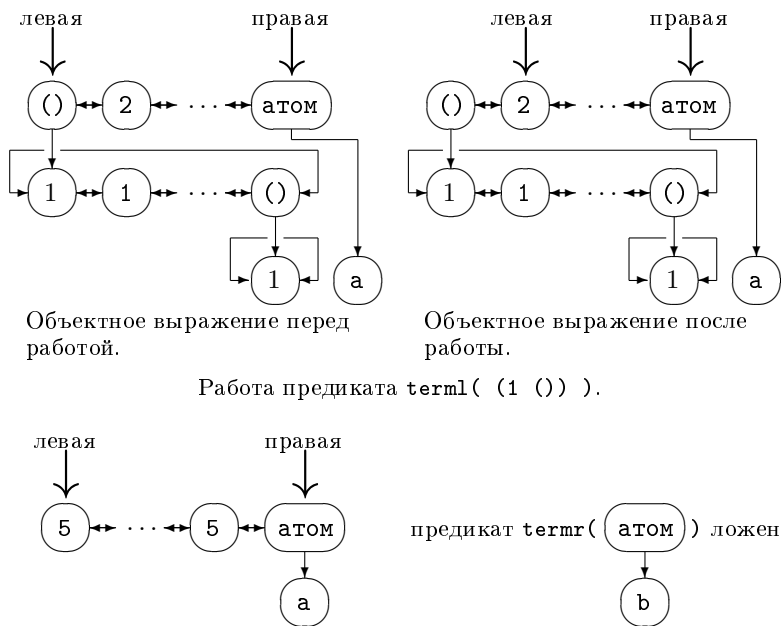 левая правая левая правая
() 2 ... атом () 2 ... атом
1 1 ... () 1 1 ... ()
1 a 1 a
Объектное выражение перед
работой.
Объектное выражение после
работы.
Работа предиката terml( (1 ()) ).
левая правая
5 ... 5 атом предикат termr( атом ) ложен
a b